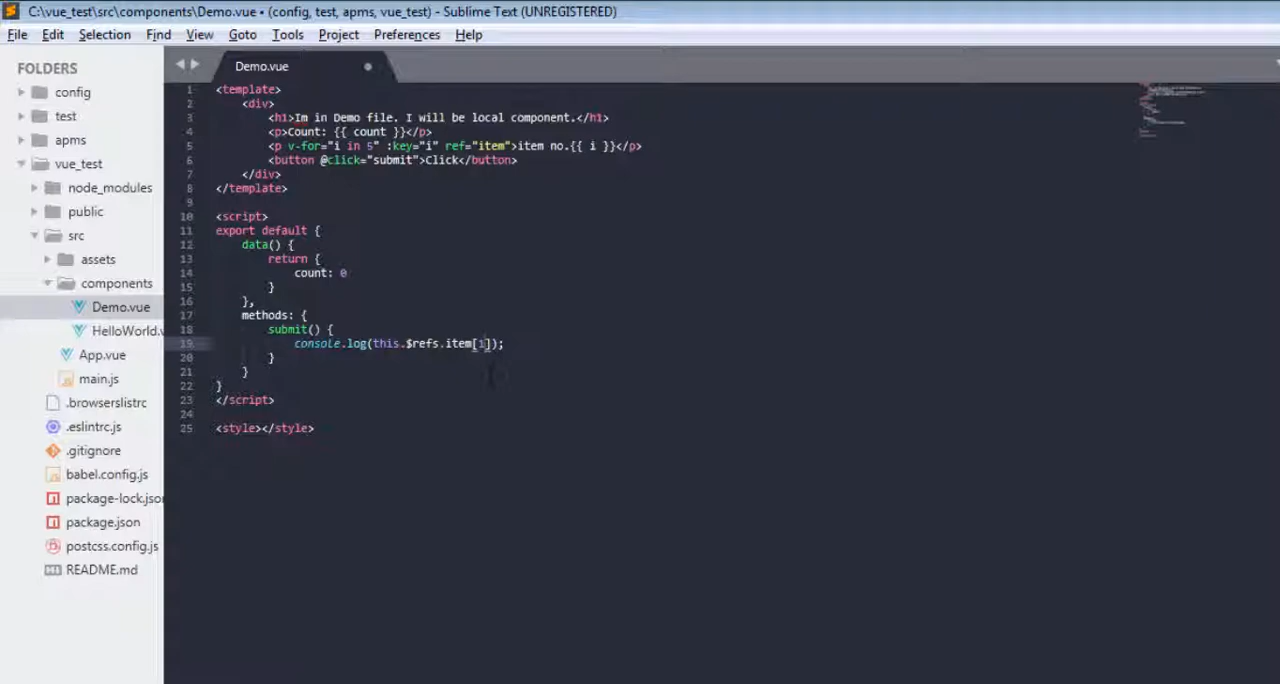 C:\vue_test\src\components\Demo.vue • (config, test, apms, vue_test) - Sublime Text (UNREGISTERED)
File Edit Selection Find View Goto Tools Project Preferences Help
FOLDERS
config
test
apms
vue_test
node_modules
public
src
assets
components
Demo.vue
HelloWorld.v
App.vue
main.js
.browserslistrc
.eslintrc.js
.gitignore
babel.config.js
package-lock.json
package.json
postcss.config.js
README.md
Demo.vue
1 <template>
2 <div>
3 <h1>Im in Demo file. I will be local component.</h1>
4 <p>Count: {{ count }}</p>
5 <p v-for="i in 5" :key="i" ref="item">item no.{{ i }}</p>
6 <button @click="submit">Click</button>
7 </div>
8 </template>
9
10 <script>
11 export default {
12 data() {
13 return {
14 count: 0
15 }
16 },
17 methods: {
18 submit() {
19 console.log(this.$refs.item[1]);
20 }
21 }
22 }
23 </script>
24
25 <style></style>